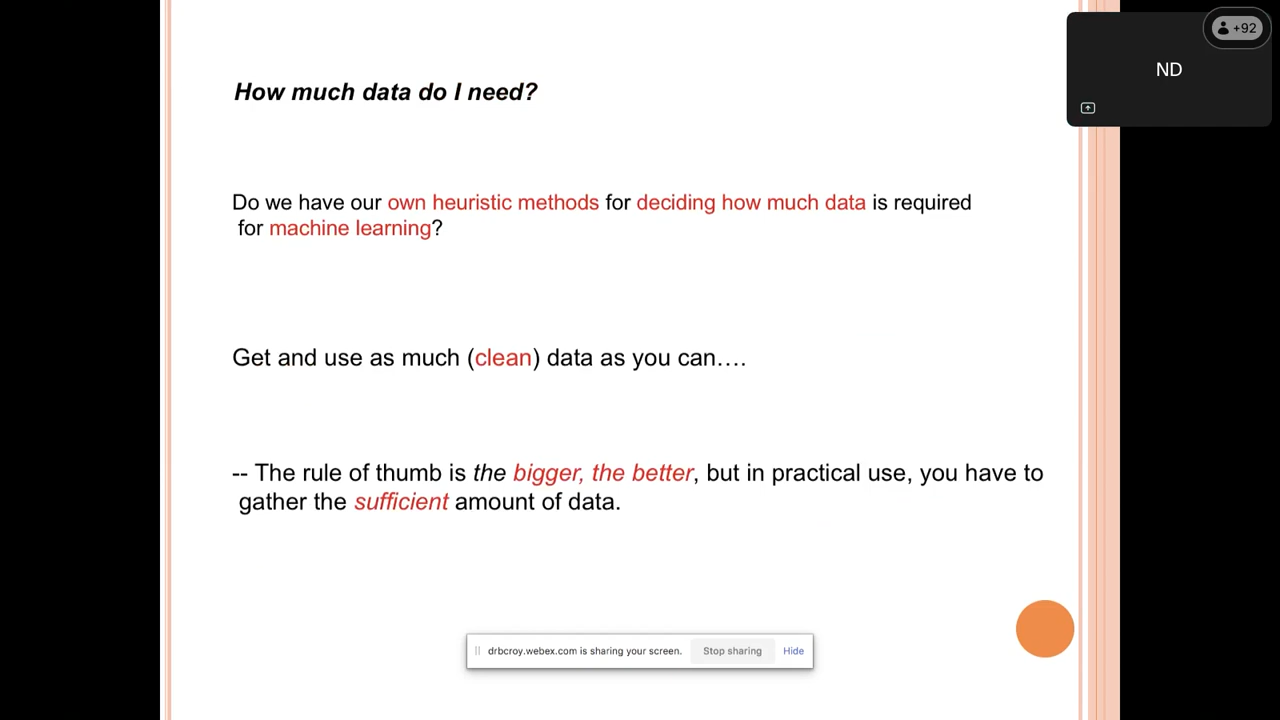 +92
ND
How much data do I need?
Do we have our own heuristic methods for deciding how much data is required
for machine learning?
Get and use as much (clean) data as you can….
-- The rule of thumb is the bigger, the better, but in practical use, you have to
gather the sufficient amount of data.
drbcroy.webex.com is sharing your screen. Stop sharing Hide